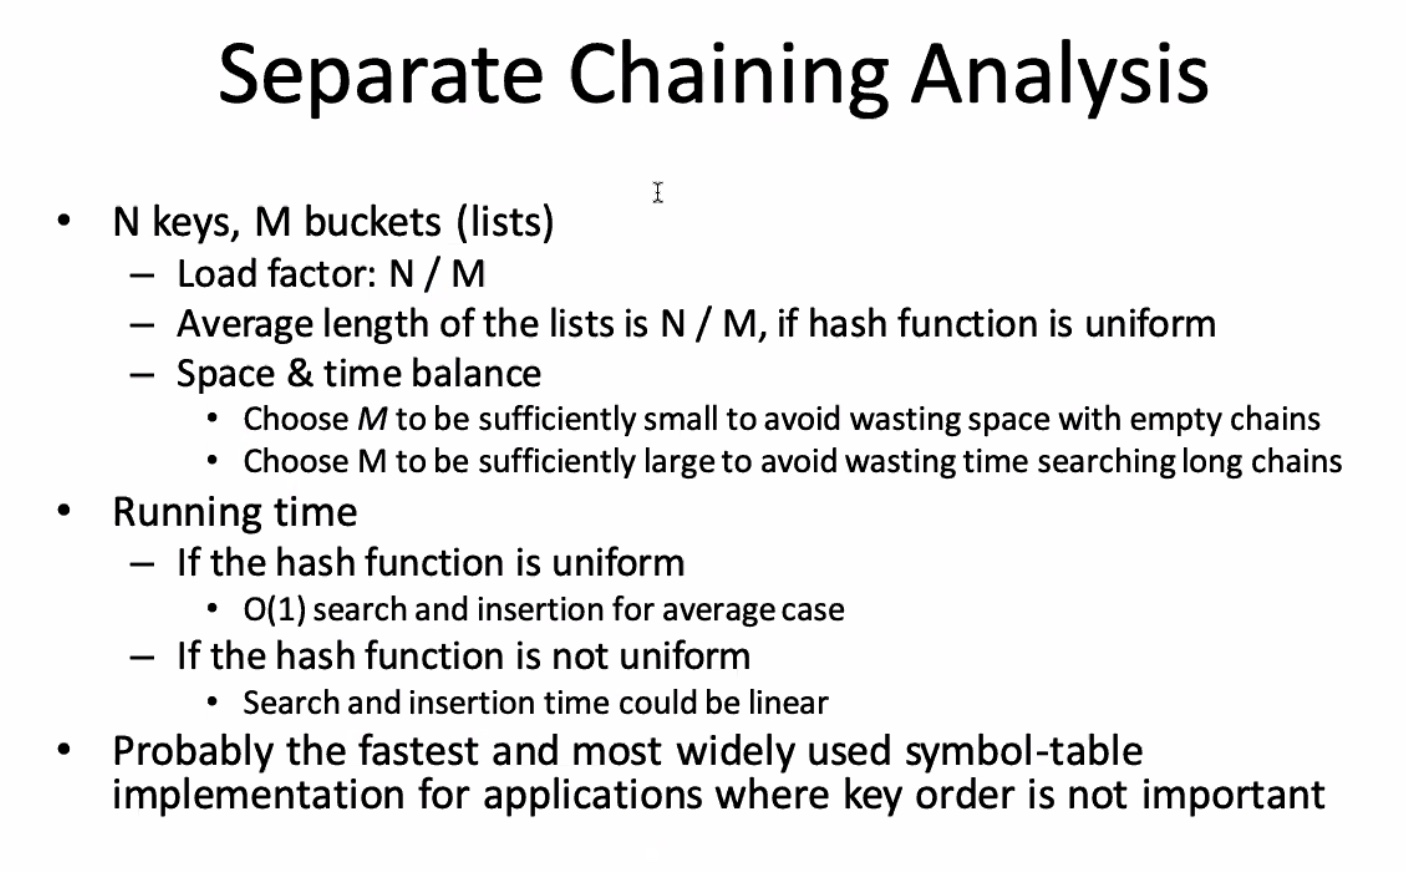 Separate Chaining Analysis
• N keys, M buckets (lists)
– Load factor: N / M
– Average length of the lists is N / M, if hash function is uniform
– Space & time balance
• Choose M to be sufficiently small to avoid wasting space with empty chains
• Choose M to be sufficiently large to avoid wasting time searching long chains
• Running time
– If the hash function is uniform
• O(1) search and insertion for average case
– If the hash function is not uniform
• Search and insertion time could be linear
• Probably the fastest and most widely used symbol-table
implementation for applications where key order is not important